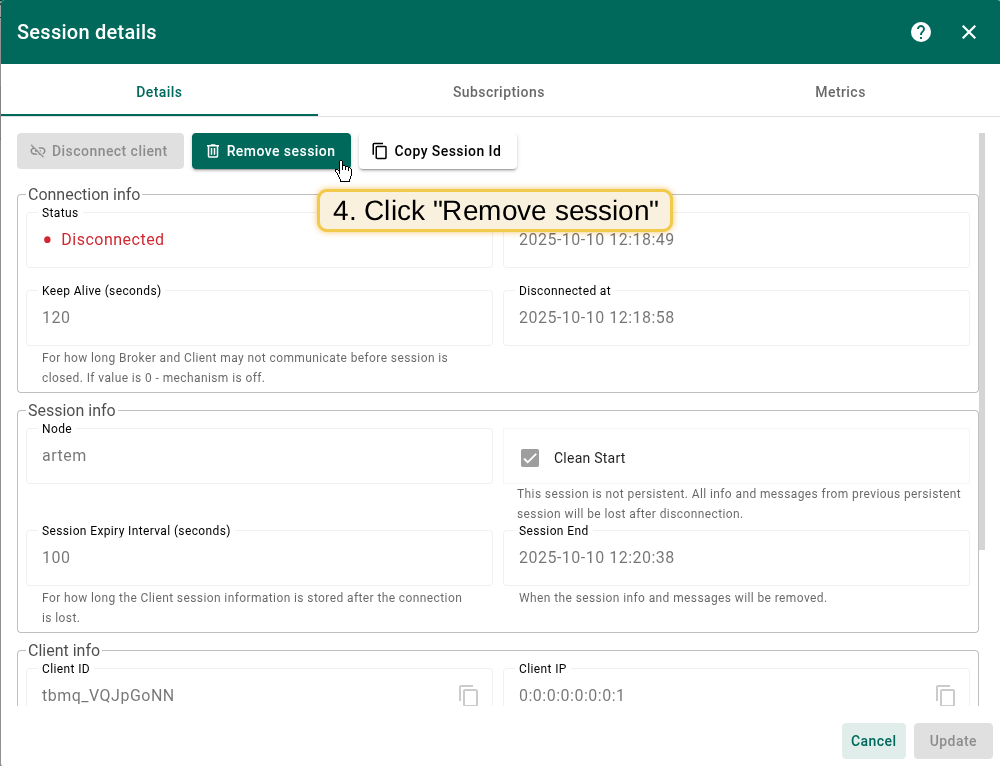 Session details
Details
Subscriptions
Metrics
Disconnect client
Remove session
Copy Session Id
4. Click "Remove session"
Connection info
Status
Disconnected
2025-10-10 12:18:49
Keep Alive (seconds)
120
For how long Broker and Client may not communicate before session is
closed. If value is 0 - mechanism is off.
Disconnected at
2025-10-10 12:18:58
Session info
Node
artem
Clean Start
This session is not persistent. All info and messages from previous persistent
session will be lost after disconnection.
Session Expiry Interval (seconds)
100
For how long the Client session information is stored after the connection
is lost.
Session End
2025-10-10 12:20:38
When the session info and messages will be removed.
Client info
Client ID
tbmq_VQJpGoNN
Client IP
0:0:0:0:0:0:0:1
Cancel
Update